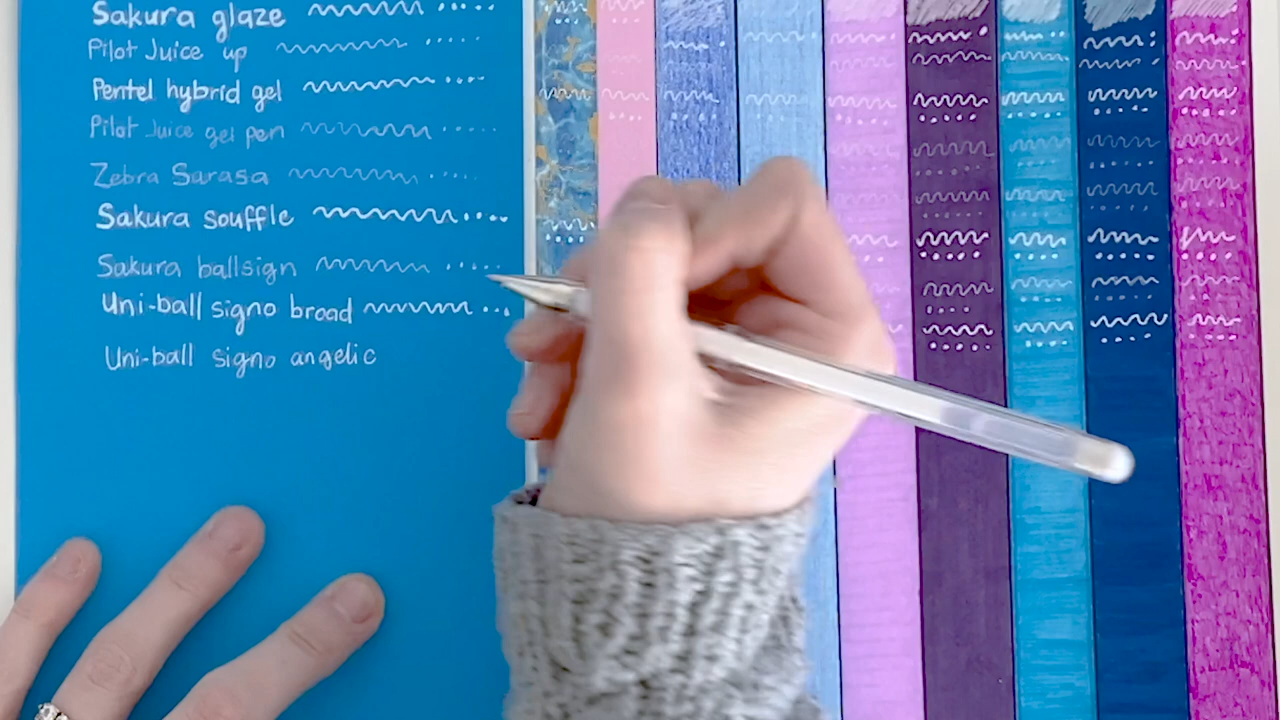 Sakura glaze
Pilot Juice up
Pentel hybrid gel
Pilot Juice gel pen
Zebra Sarasa
Sakura souffle
Sakura ballsign
Uni-ball signo broad
Uni-ball signo angelic